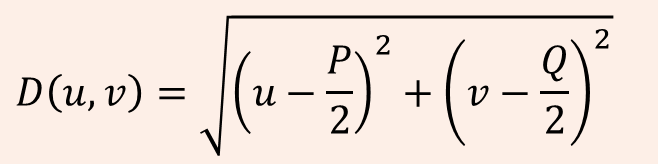 D(u, v) = √((u − P/2)² + (v − Q/2)²)